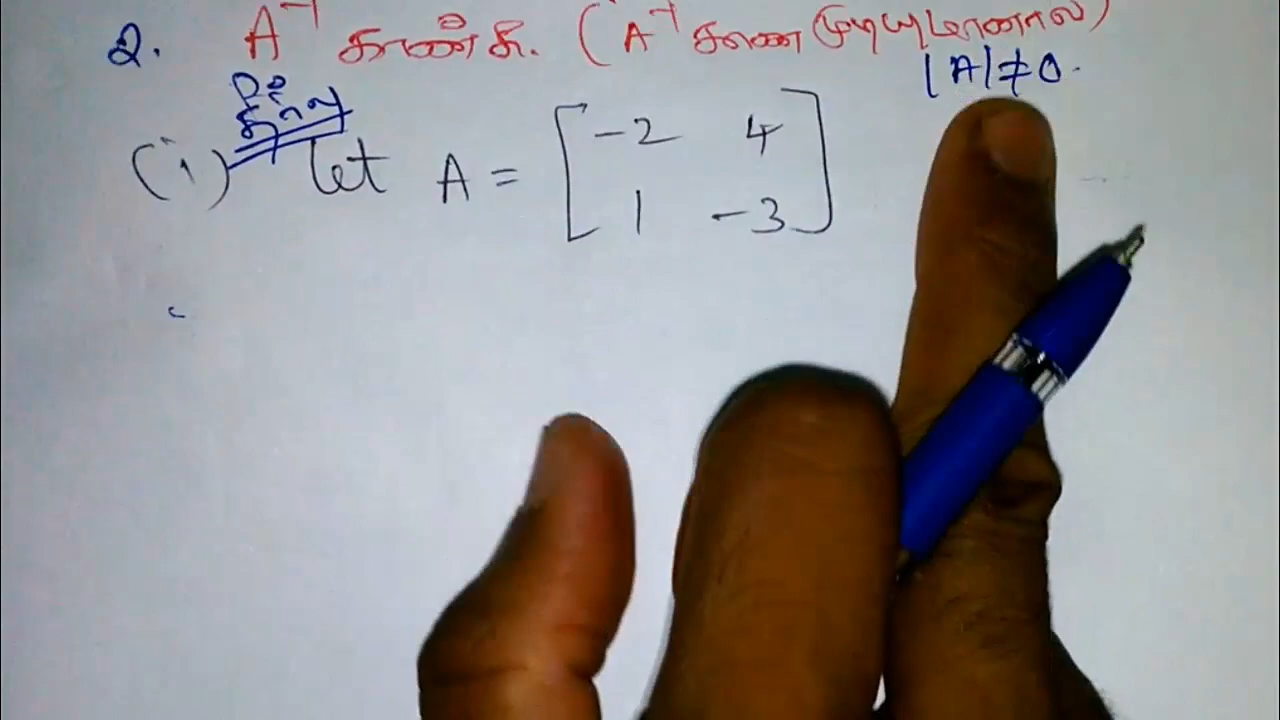 2. A⁻¹ காண்க. (A⁻¹ காண முடியுமானால்)
|A| ≠ 0.
(i) let A = [ -2 4
1 -3 ]